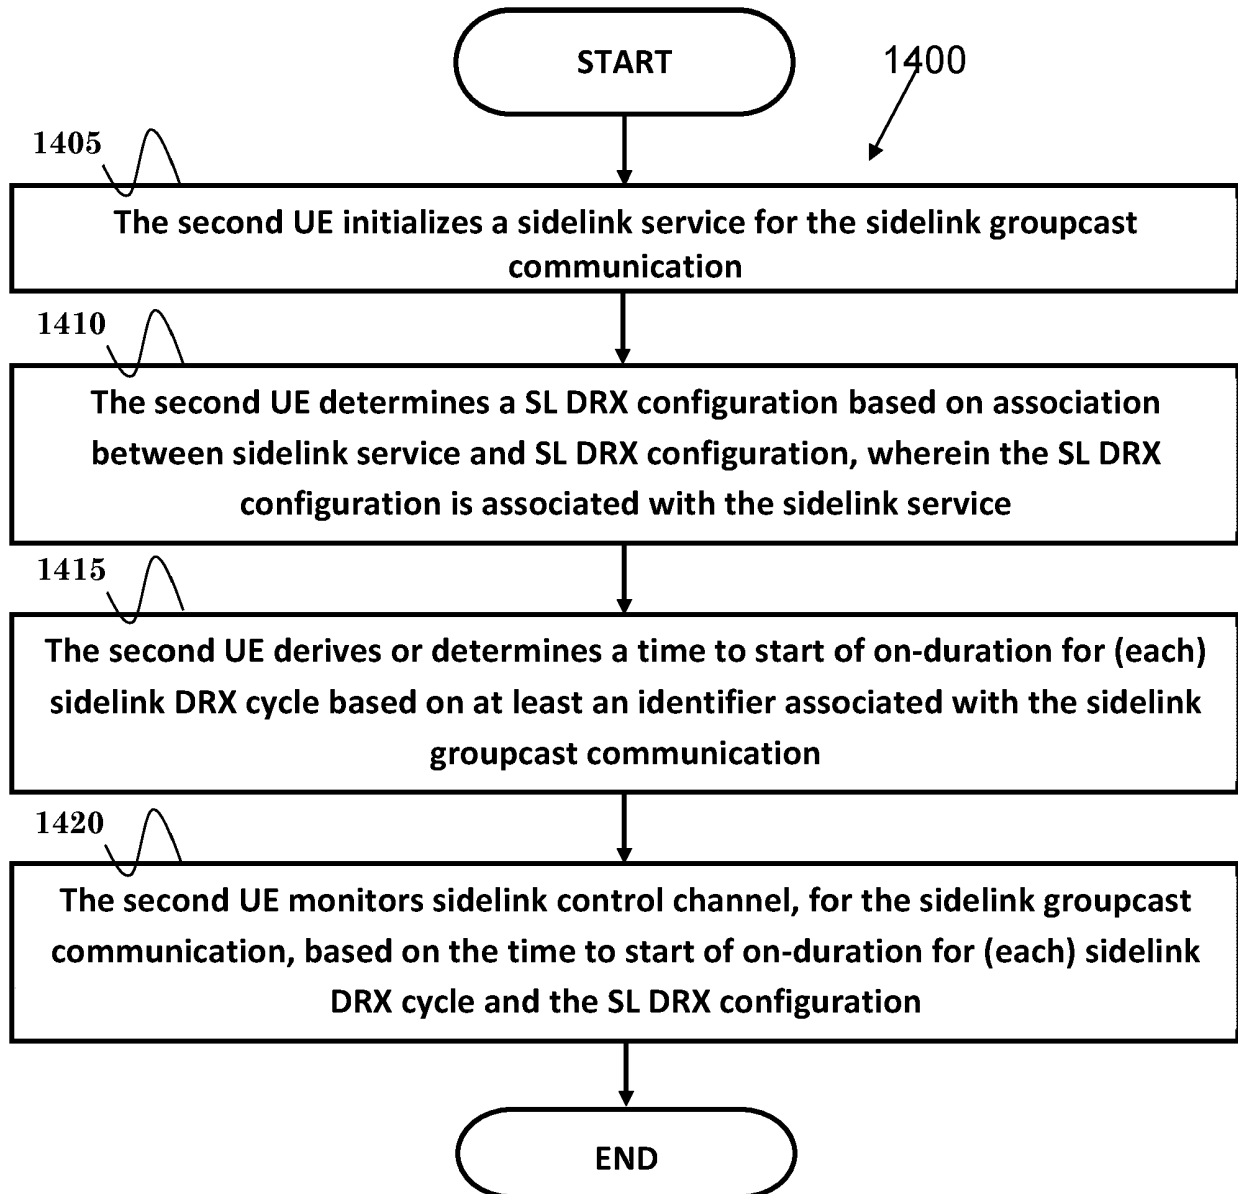 START
1400
1405
The second UE initializes a sidelink service for the sidelink groupcast
communication
1410
The second UE determines a SL DRX configuration based on association
between sidelink service and SL DRX configuration, wherein the SL DRX
configuration is associated with the sidelink service
1415
The second UE derives or determines a time to start of on-duration for (each)
sidelink DRX cycle based on at least an identifier associated with the sidelink
groupcast communication
1420
The second UE monitors sidelink control channel, for the sidelink groupcast
communication, based on the time to start of on-duration for (each) sidelink
DRX cycle and the SL DRX configuration
END